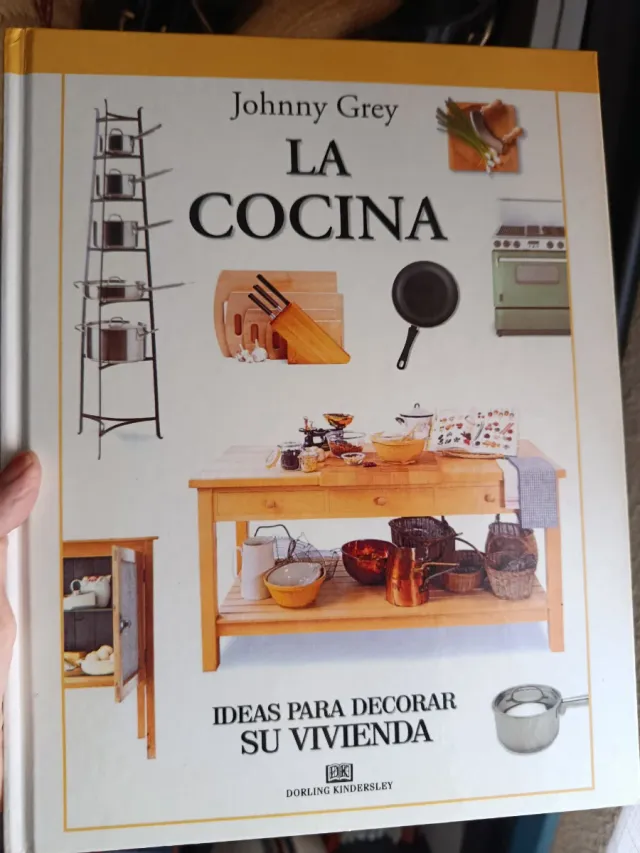 Johnny Grey
LA
COCINA
IDEAS PARA DECORAR
SU VIVIENDA
DK
DORLING KINDERSLEY